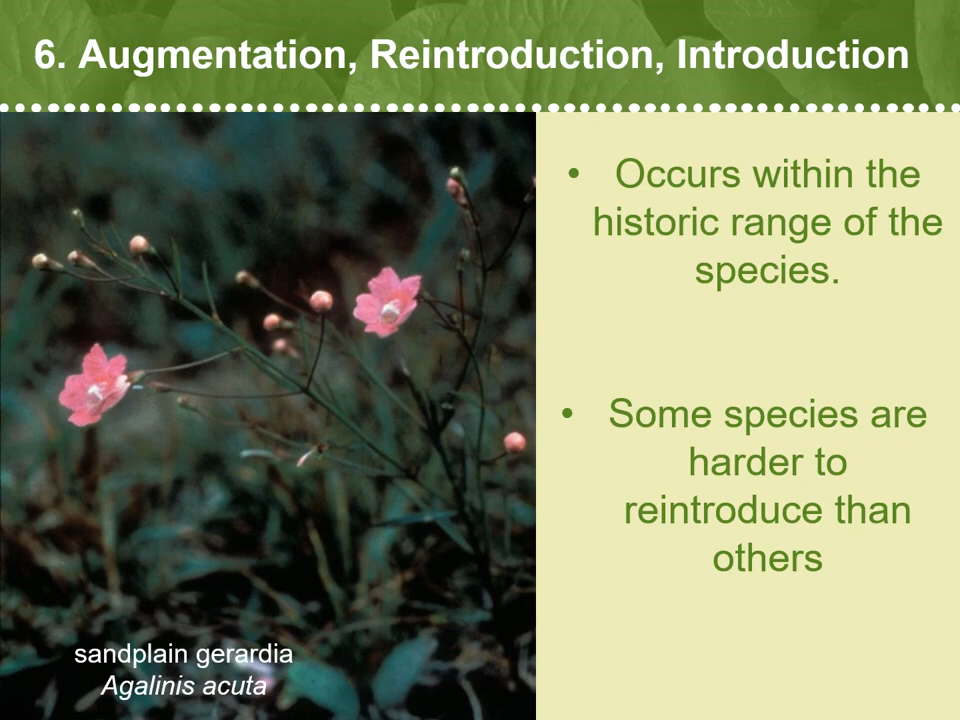 6. Augmentation, Reintroduction, Introduction
• Occurs within the
historic range of the
species.
• Some species are
harder to
reintroduce than
others
sandplain gerardia
Agalinis acuta